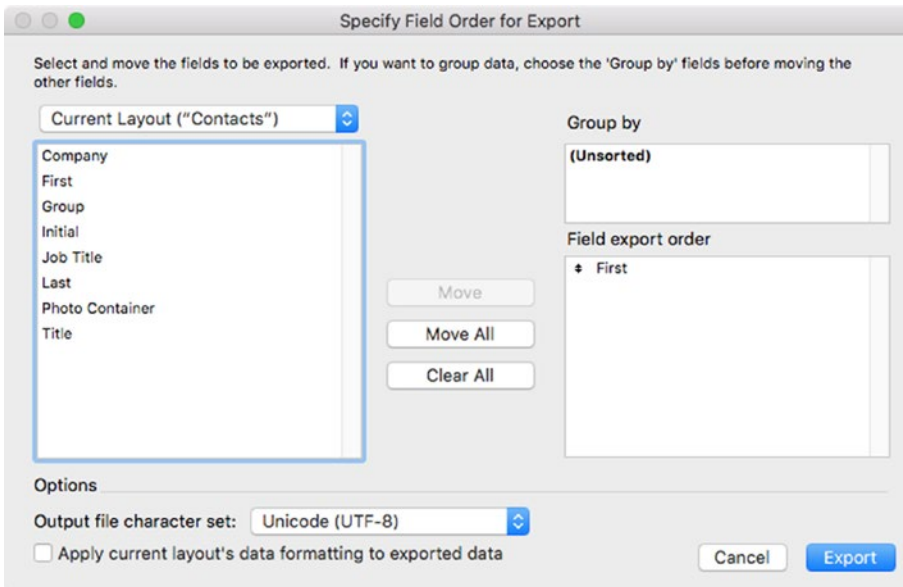 Specify Field Order for Export
Select and move the fields to be exported.  If you want to group data, choose the 'Group by' fields before moving the
other fields.
Current Layout ("Contacts")
Company
First
Group
Initial
Job Title
Last
Photo Container
Title
Move
Move All
Clear All
Group by
(Unsorted)
Field export order
First
Options
Output file character set:
Unicode (UTF-8)
Apply current layout's data formatting to exported data
Cancel
Export